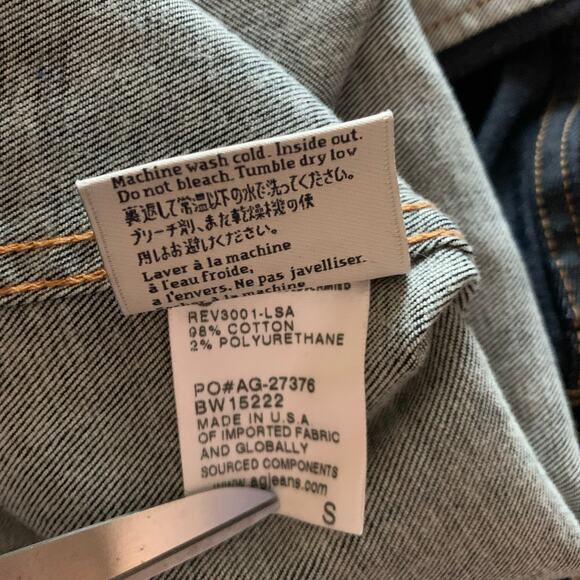 Machine wash cold. Inside out.
Do not bleach. Tumble dry low
裏返して常温以下の水で洗ってください。
ブリーチ剤、また乾燥機の使
用はお避けください。
Laver à la machine
à l'eau froide,
à l'envers. Ne pas javelliser.
à la machine
REV3001-LSA
98% COTTON
2% POLYURETHANE
PO#AG-27376
BW15222
MADE IN U.S.A
OF IMPORTED FABRIC
AND GLOBALLY
SOURCED COMPONENTS
www.agjeans.com
S